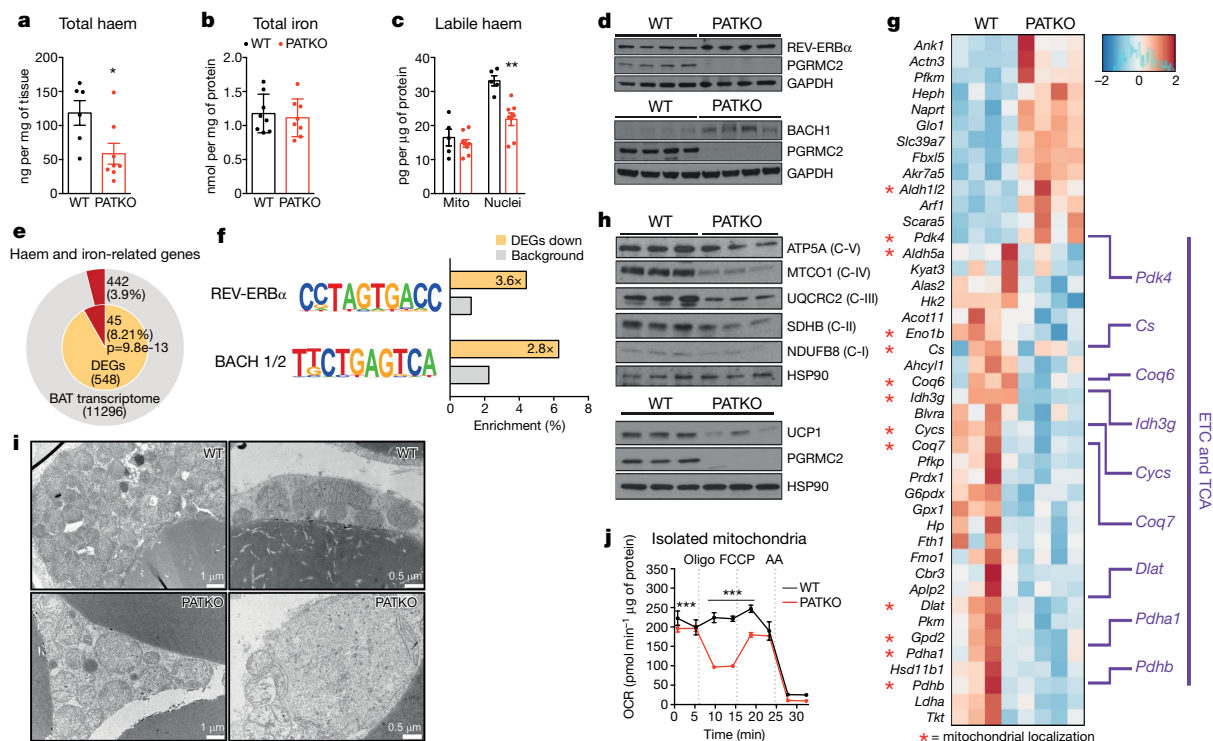 a
Total haem
ng per mg of tissue
200
150
100
50
0
*
WT PATKO
b
Total iron
WT PATKO
nmol per mg of protein
2.0
1.5
1.0
0.5
0
WT PATKO
c
Labile haem
pg per μg of protein
40
30
20
10
0
**
Mito Nuclei
d
WT PATKO
REV-ERBα
PGRMC2
GAPDH
BACH1
PGRMC2
GAPDH
e
Haem and iron-related genes
442
(3.9%)
45
(8.21%)
p=9.8e-13
DEGs
(548)
BAT transcriptome
(11296)
f
DEGs down
Background
REV-ERBα
CCTAGTGACC
3.6×
BACH 1/2
2.8×
0 2 4 6 8
Enrichment (%)
g
WT PATKO
−2 0 2
Ank1
Actn3
Pfkm
Heph
Naprt
Glo1
Slc39a7
Fbxl5
Akr7a5
* Aldh1l2
Arf1
Scara5
* Pdk4
* Aldh5a
Kyat3
Alas2
Hk2
Acot11
* Eno1b
* Cs
Ahcyl1
* Coq6
* Idh3g
Blvra
* Cycs
* Coq7
Pfkp
Prdx1
G6pdx
Gpx1
Hp
Fth1
Fmo1
Cbr3
Aplp2
* Dlat
Pkm
* Gpd2
* Pdha1
Hsd11b1
* Pdhb
Ldha
Tkt
Pdk4
Cs
Coq6
Idh3g
Cycs
Coq7
Dlat
Pdha1
Pdhb
ETC and TCA
* = mitochondrial localization
h
WT PATKO
ATP5A (C-V)
MTCO1 (C-IV)
UQCRC2 (C-III)
SDHB (C-II)
NDUFB8 (C-I)
HSP90
WT PATKO
UCP1
PGRMC2
HSP90
i
WT
1 μm
WT
0.5 μm
PATKO
1 μm
PATKO
0.5 μm
j
Isolated mitochondria
Oligo FCCP AA
WT
PATKO
*** ***
OCR (pmol min⁻¹ μg of protein)
400
350
300
250
200
150
100
50
0
0 5 10 15 20 25 30
Time (min)